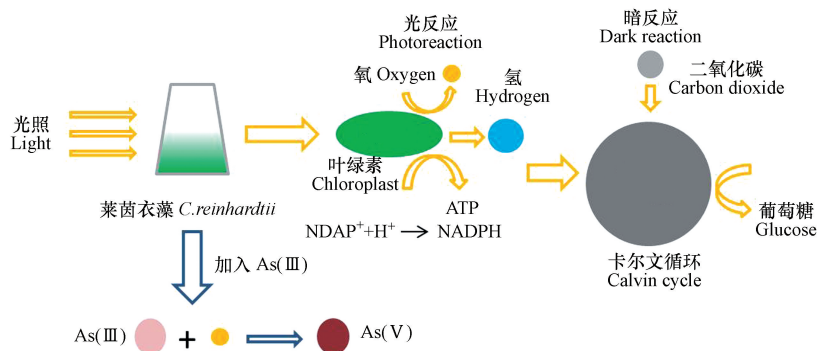 光照
Light
莱茵衣藻 C.reinhardtii
加入 As(Ⅲ)
As(Ⅲ)
+
As(Ⅴ)
光反应
Photoreaction
氧 Oxygen
氢
Hydrogen
叶绿素
Chloroplast
ATP
NDAP⁺+H⁺ → NADPH
暗反应
Dark reaction
二氧化碳
Carbon dioxide
葡萄糖
Glucose
卡尔文循环
Calvin cycle